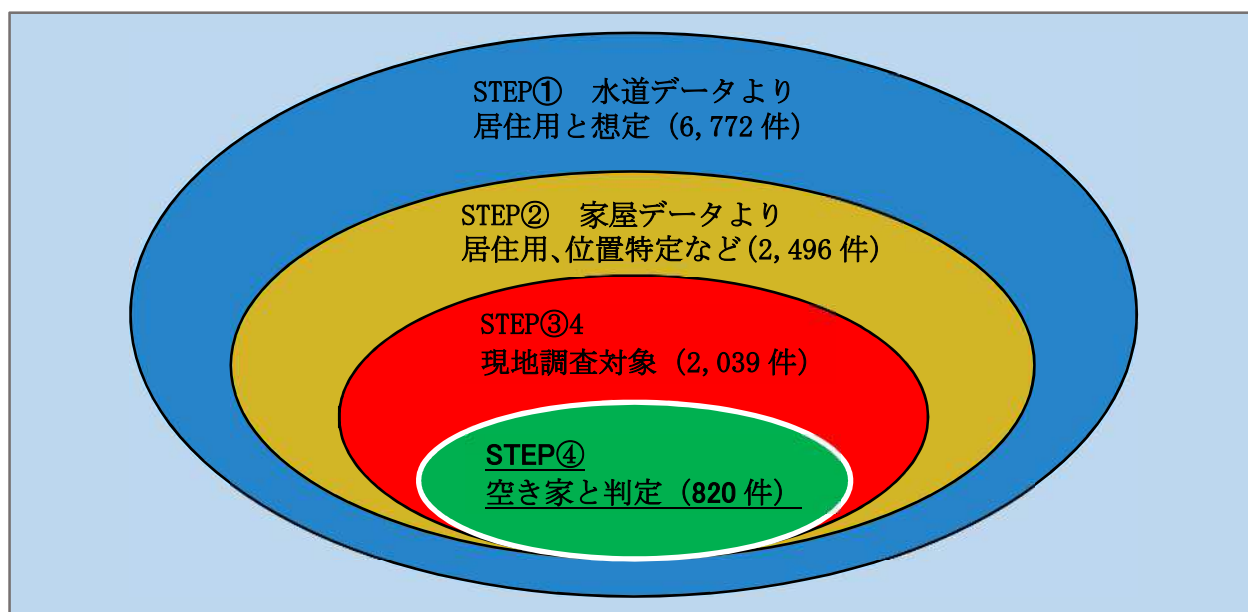 STEP① 水道データより
居住用と想定（6,772 件）
STEP② 家屋データより
居住用、位置特定など（2,496 件）
STEP③4
現地調査対象（2,039 件）
STEP④
空き家と判定（820 件）